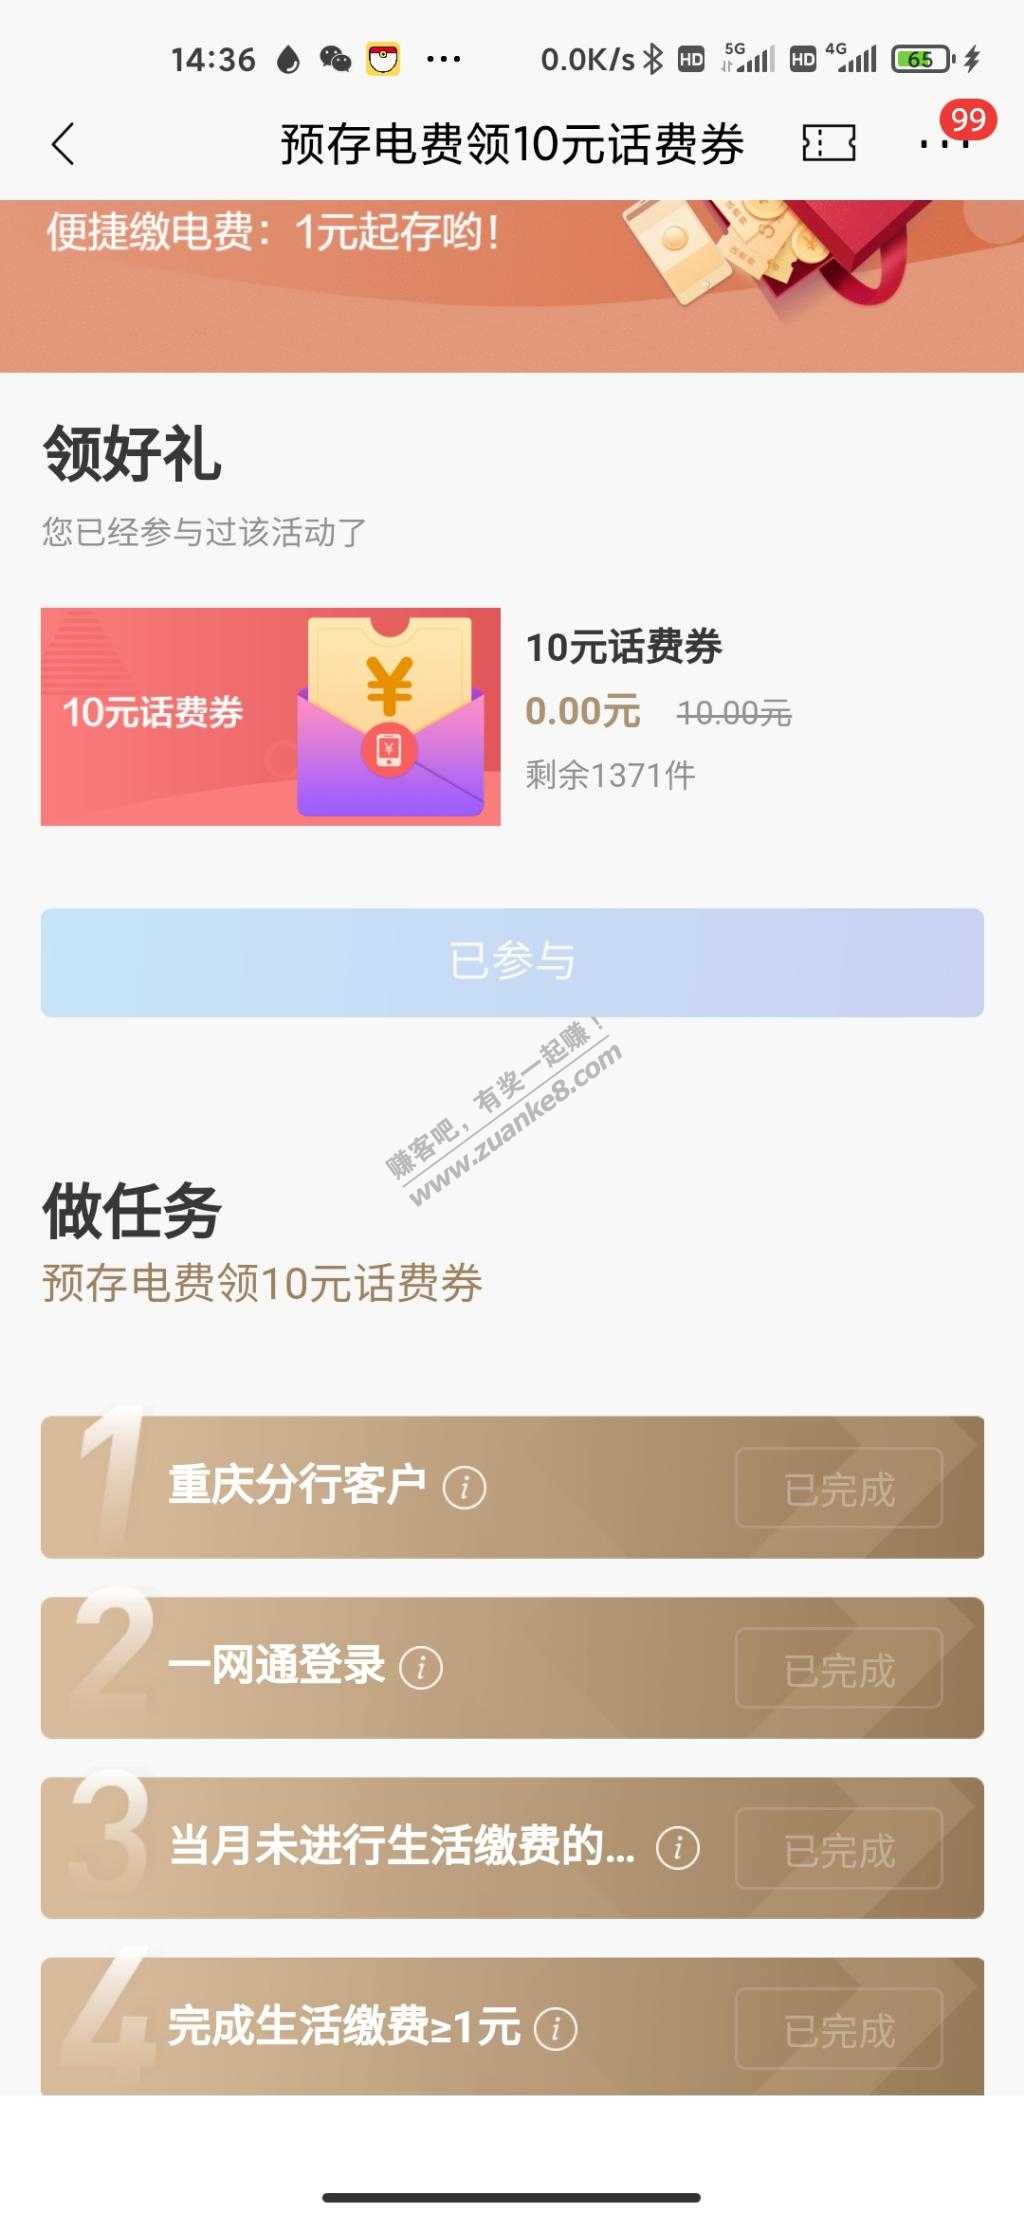 14:36 ··· 0.0K/s HD 5G HD 4G 65
预存电费领10元话费券 99
便捷缴电费：1元起存哟！
领好礼
您已经参与过该活动了
10元话费券
10元话费券
0.00元 10.00元
剩余1371件
已参与
赚客吧，有奖一起赚！
www.zuanke8.com
做任务
预存电费领10元话费券
1 重庆分行客户 i 已完成
2 一网通登录 i 已完成
3 当月未进行生活缴费的... i 已完成
4 完成生活缴费≥1元 i 已完成